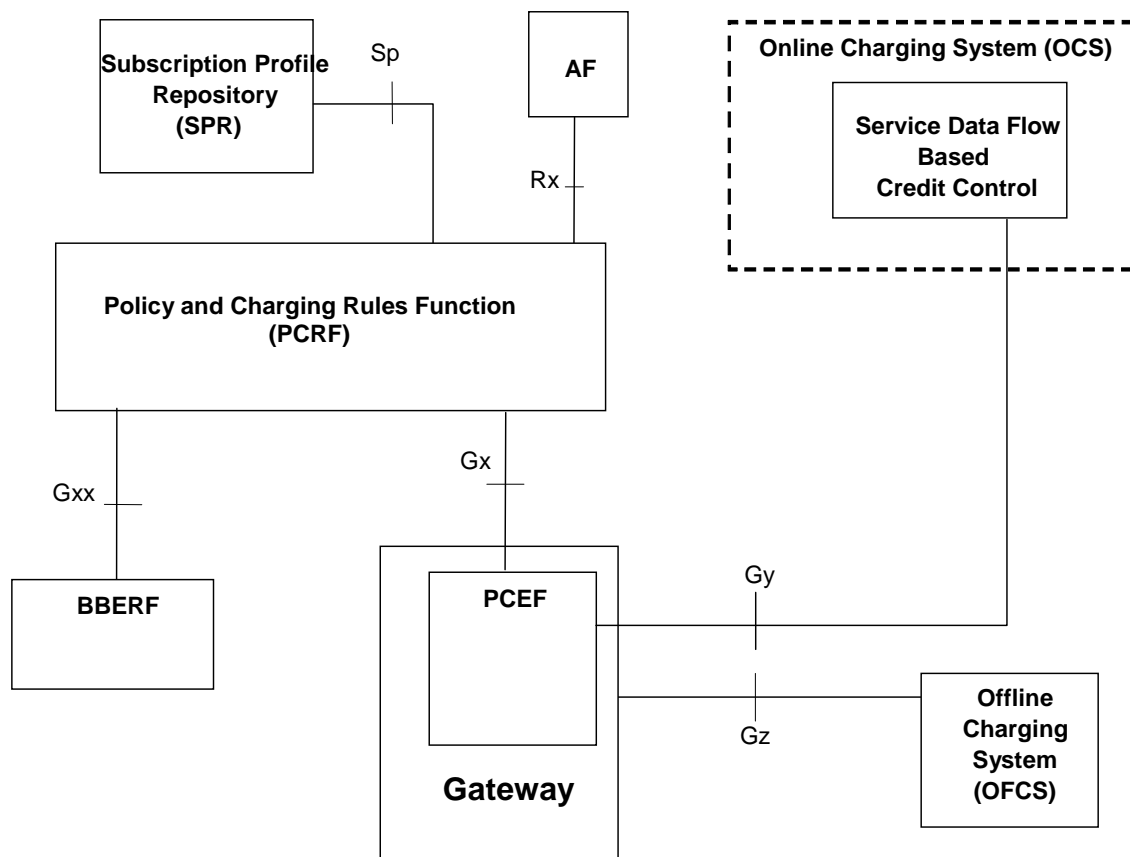 Subscription Profile
Repository
(SPR)
Sp
AF
Online Charging System (OCS)
Service Data Flow
Based
Credit Control
Rx
Policy and Charging Rules Function
(PCRF)
Gxx
Gx
BBERF
PCEF
Gy
Gz
Offline
Charging
System
(OFCS)
Gateway